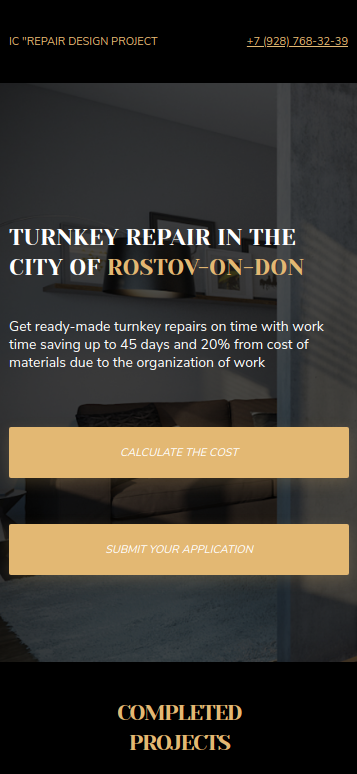 IC "REPAIR DESIGN PROJECT
+7 (928) 768-32-39
TURNKEY REPAIR IN THE
CITY OF ROSTOV-ON-DON
Get ready-made turnkey repairs on time with work
time saving up to 45 days and 20% from cost of
materials due to the organization of work
CALCULATE THE COST
SUBMIT YOUR APPLICATION
COMPLETED
PROJECTS